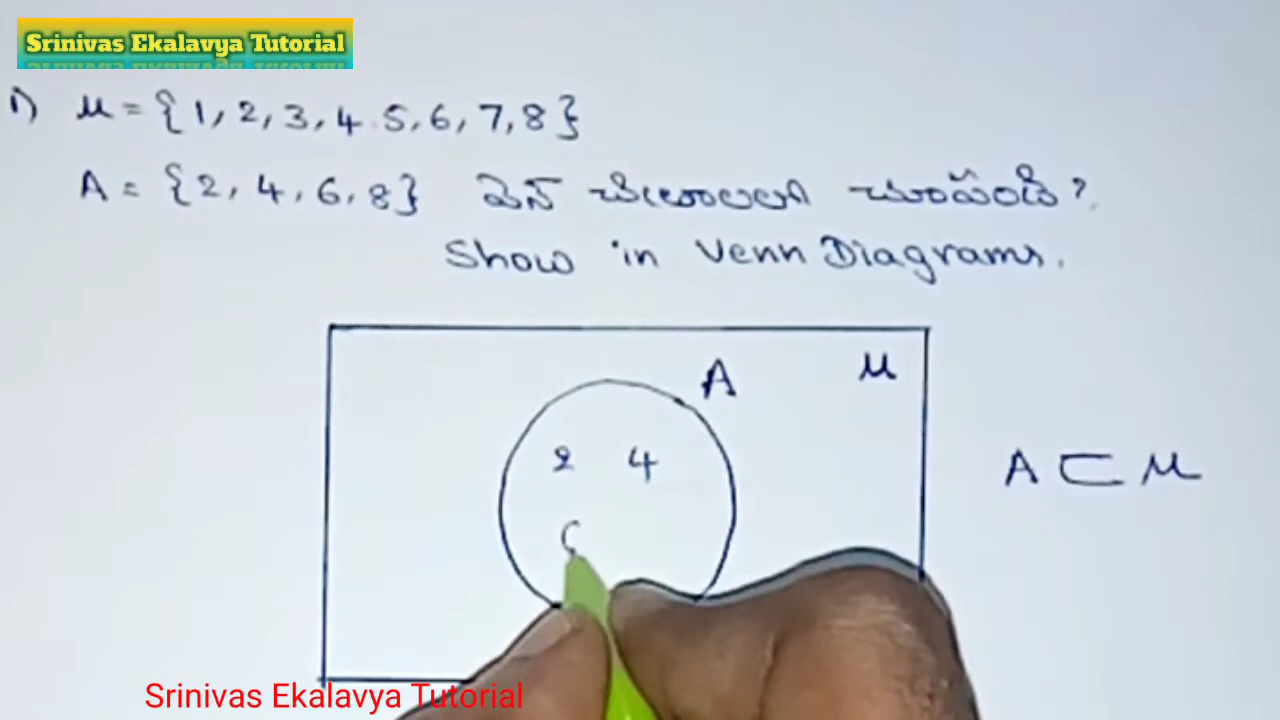 Srinivas Ekalavya Tutorial
1) μ = {1, 2, 3, 4 5, 6, 7, 8}
A = {2, 4, 6, 8} వెన్ చిత్రాలలో చూపండి?
Show in Venn Diagrams.
A μ
2 4
A ⊂ μ
Srinivas Ekalavya Tutorial